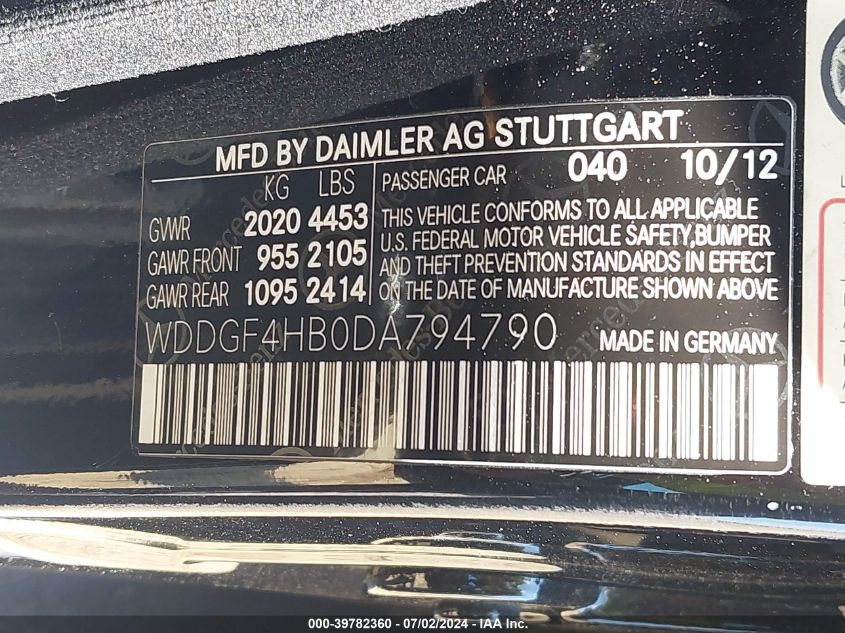 MFD BY DAIMLER AG STUTTGART
KG LBS
GVWR 2020 4453
GAWR FRONT 955 2105
GAWR REAR 1095 2414
PASSENGER CAR 040 10/12
THIS VEHICLE CONFORMS TO ALL APPLICABLE
U.S. FEDERAL MOTOR VEHICLE SAFETY,BUMPER
AND THEFT PREVENTION STANDARDS IN EFFECT
ON THE DATE OF MANUFACTURE SHOWN ABOVE
WDDGF4HB0DA794790 MADE IN GERMANY
000-39782360 - 07/02/2024 - IAA Inc.